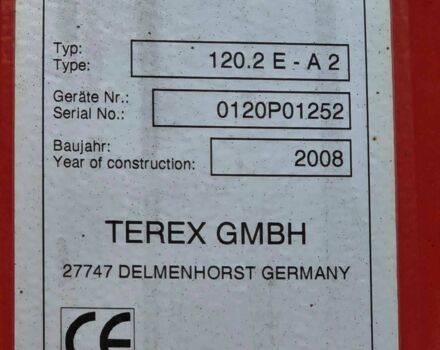 Typ:
Type:
120.2 E - A 2
Geräte Nr.:
Serial No.:
0120P01252
Baujahr:
Year of construction:
2008
TEREX GMBH
27747 DELMENHORST GERMANY
CE